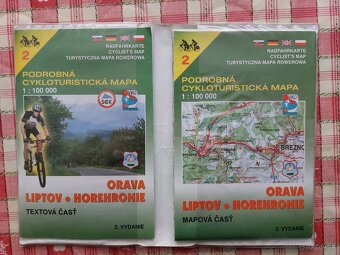 2
RADFAHRKARTE
CYCLIST'S MAP
TURYSTYCZNA MAPA ROWEROWA
PODROBNÁ
CYKLOTURISTICKÁ MAPA
1 : 100 000
ORAVA
LIPTOV • HOREHRONIE
TEXTOVÁ ČASŤ
2. VYDANIE
2
RADFAHRKARTE
CYCLIST'S MAP
TURYSTYCZNA MAPA ROWEROWA
PODROBNÁ
CYKLOTURISTICKÁ MAPA
1 : 100 000
BREZNO
ORAVA
LIPTOV • HOREHRONIE
MAPOVÁ ČASŤ
2. VYDANIE